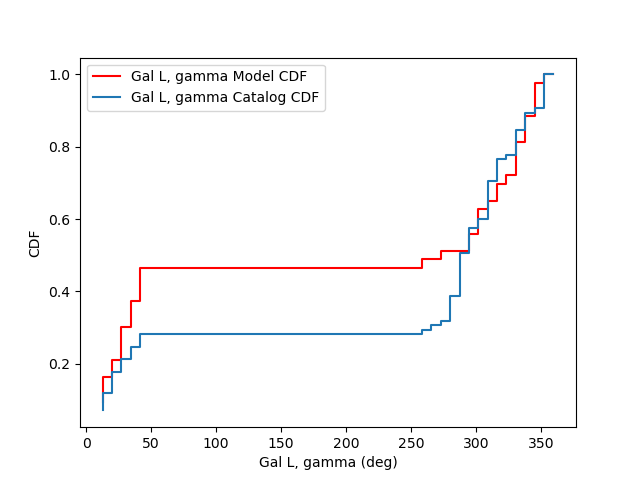 Gal L, gamma Model CDF
Gal L, gamma Catalog CDF
CDF
1.0
0.8
0.6
0.4
0.2
0 50 100 150 200 250 300 350
Gal L, gamma (deg)